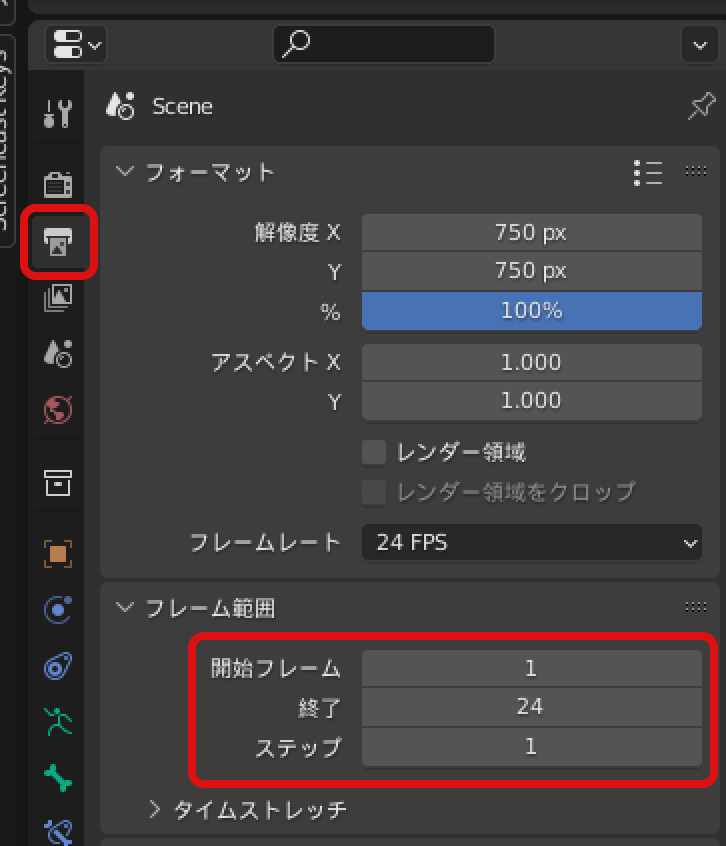 Screencast Keys
Scene
フォーマット
解像度 X 750 px
Y 750 px
% 100%
アスペクト X 1.000
Y 1.000
レンダー領域
レンダー領域をクロップ
フレームレート 24 FPS
フレーム範囲
開始フレーム 1
終了 24
ステップ 1
タイムストレッチ